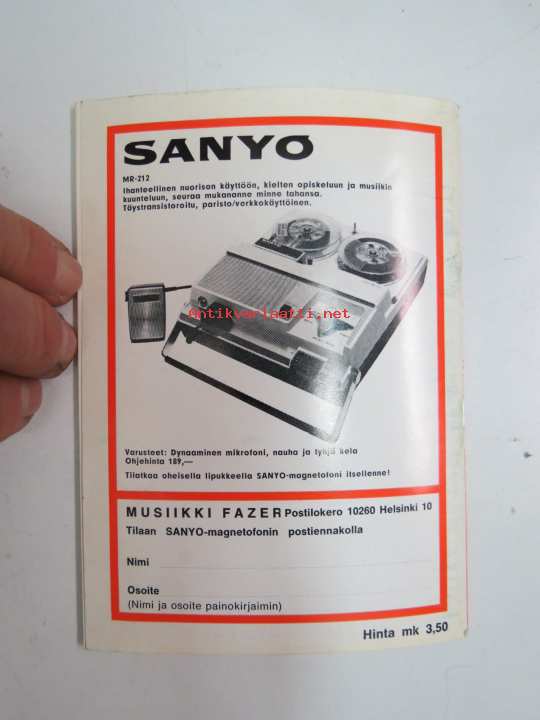 SANYO
MR-212
Ihanteellinen nuorison käyttöön, kielten opiskeluun ja musiikin
kuunteluun, seuraa mukananne minne tahansa.
Täystransistoroitu, paristo/verkkokäyttöinen.
Antikvariaatti.net
Varusteet: Dynaaminen mikrofoni, nauha ja tyhjä kela
Ohjehinta 189,—
Tilatkaa oheisella lipukkeella SANYO-magnetofoni itsellenne!
MUSIIKKI FAZER Postilokero 10260 Helsinki 10
Tilaan SANYO-magnetofonin postiennakolla
Nimi
Osoite
(Nimi ja osoite painokirjaimin)
Hinta mk 3,50